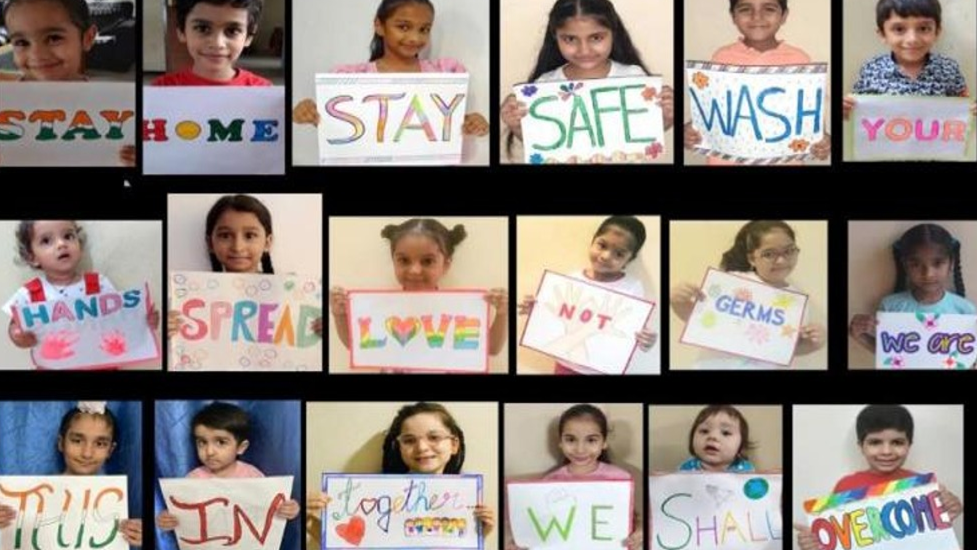 STAY HOME STAY SAFE WASH YOUR
HANDS SPREAD LOVE NOT GERMS WE are
THIS IN together... WE SHALL OVERCOME